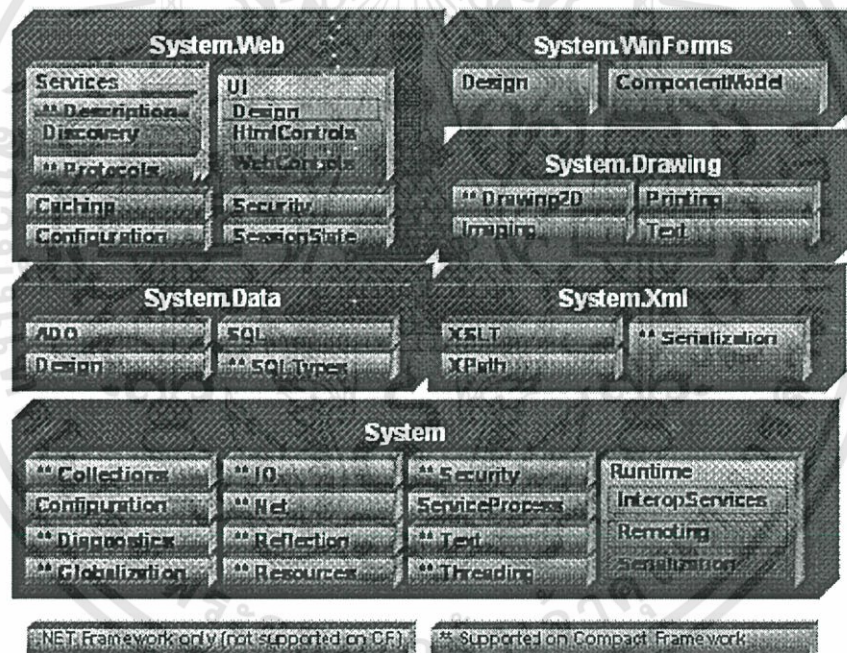 System.Web
Services
** Description
Discovery
** Protocols
UI
Design
HtmlControls
WebControls
Caching
Configuration
Security
SessionState
System.WinForms
Design
ComponentModel
System.Drawing
** Drawing2D
Imaging
Printing
Text
System.Data
ADO
Design
SQL
** SQLTypes
System.Xml
XSLT
XPath
** Serialization
System
** Collections
Configuration
** Diagnostics
** Globalization
** IO
** Net
** Reflection
** Resources
** Security
ServiceProcess
** Text
** Threading
Runtime
InteropServices
Remoting
Serialization
.NET Framework only (not supported on CF)
** Supported on Compact Framework